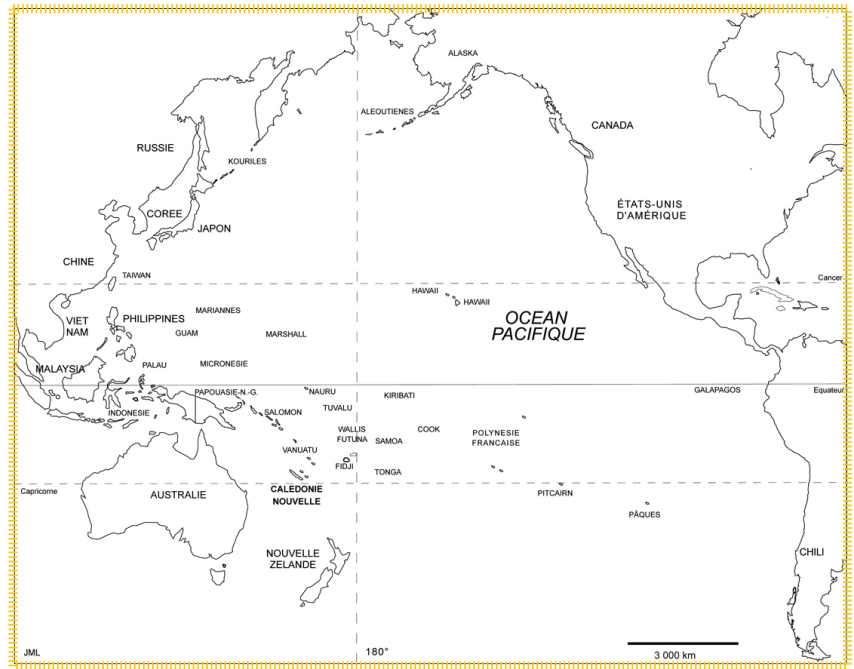 ALASKA
ALEOUTIENES
CANADA
RUSSIE
KOURILES
ÉTATS-UNIS
D'AMÉRIQUE
COREE
JAPON
CHINE
TAIWAN
Cancer
HAWAII
HAWAII
MARIANNES
PHILIPPINES
VIET
NAM
GUAM
MARSHALL
OCEAN
PACIFIQUE
MALAYSIA
PALAU
MICRONESIE
PAPOUASIE-N.-G.
NAURU
KIRIBATI
GALAPAGOS
Equateur
INDONESIE
SALOMON
TUVALU
WALLIS
FUTUNA
SAMOA
COOK
POLYNESIE
FRANCAISE
VANUATU
FIDJI
TONGA
Capricorne
AUSTRALIE
CALEDONIE
NOUVELLE
PITCAIRN
PÂQUES
NOUVELLE
ZELANDE
CHILI
JML
180°
3 000 km